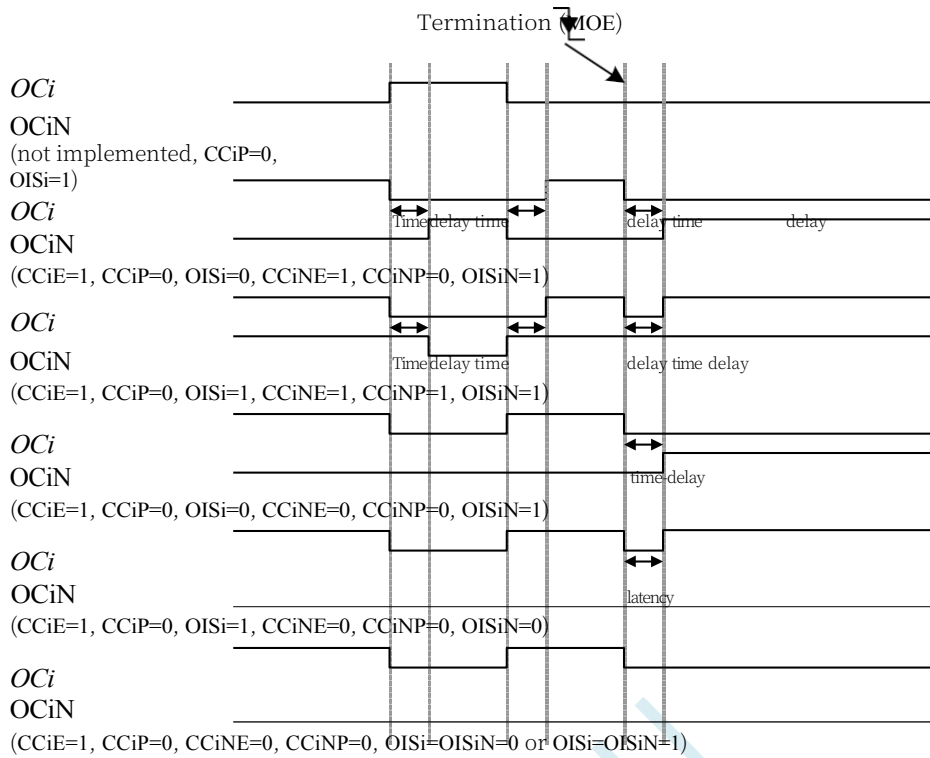 Termination (MOE)
OCi
OCiN
(not implemented, CCiP=0,
OISi=1)
OCi
Time delay time delay time delay
OCiN
(CCiE=1, CCiP=0, OISi=0, CCiNE=1, CCiNP=0, OISiN=1)
OCi
OCiN
Time delay time delay time delay
(CCiE=1, CCiP=0, OISi=1, CCiNE=1, CCiNP=1, OISiN=1)
OCi
OCiN
time-delay
(CCiE=1, CCiP=0, OISi=0, CCiNE=0, CCiNP=0, OISiN=1)
OCi
OCiN
latency
(CCiE=1, CCiP=0, OISi=1, CCiNE=0, CCiNP=0, OISiN=0)
OCi
OCiN
(CCiE=1, CCiP=0, CCiNE=0, CCiNP=0, OISi=OISiN=0 or OISi=OISiN=1)